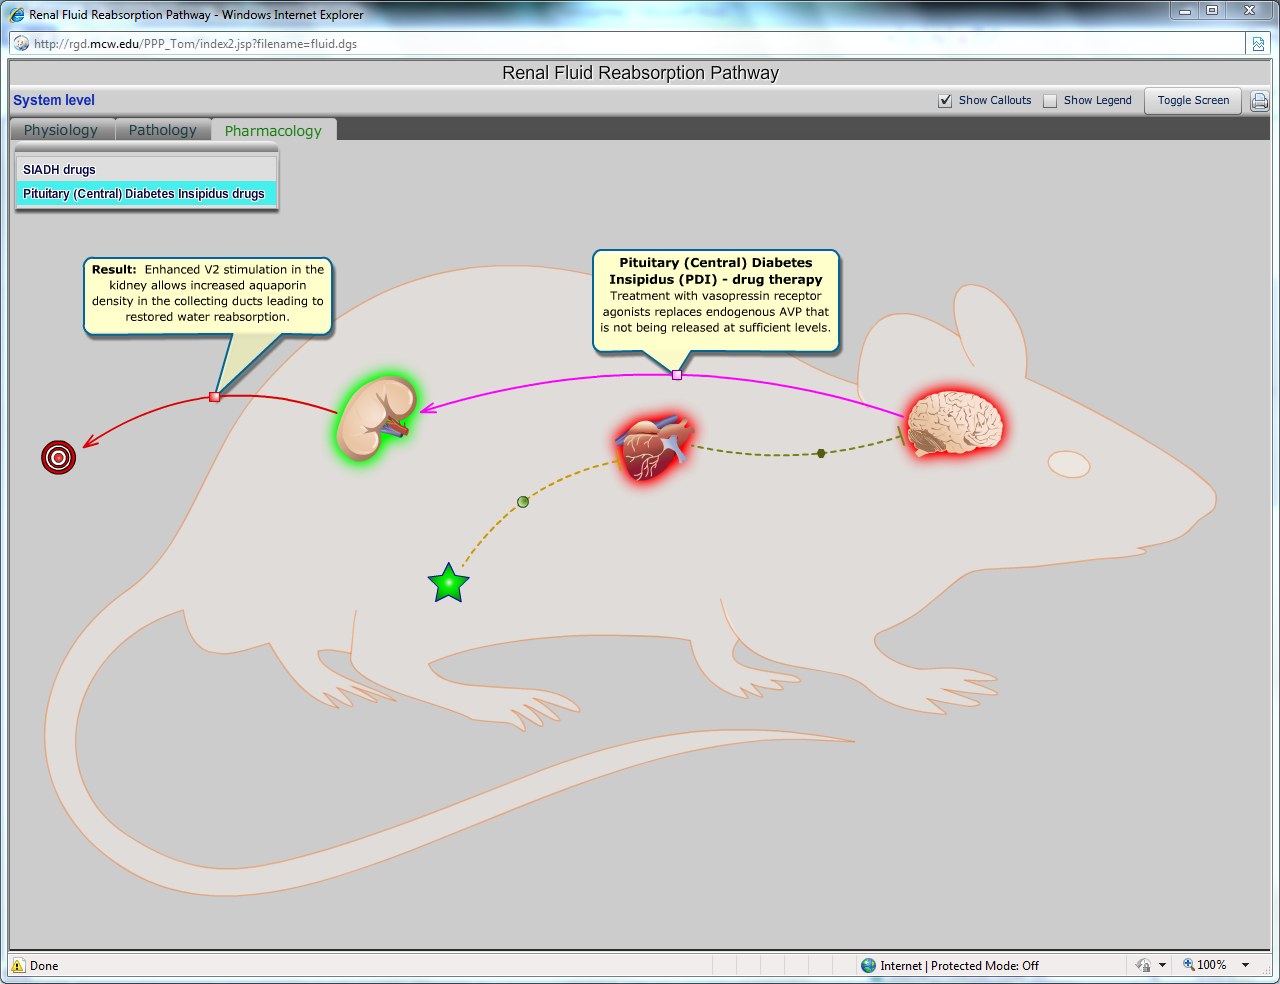 Renal Fluid Reabsorption Pathway - Windows Internet Explorer
http://rgd.mcw.edu/PPP_Tom/index2.jsp?filename=fluid.dgs
Renal Fluid Reabsorption Pathway
System level
Show Callouts
Show Legend
Toggle Screen
Physiology
Pathology
Pharmacology
SIADH drugs
Pituitary (Central) Diabetes Insipidus drugs
Result: Enhanced V2 stimulation in the
kidney allows increased aquaporin
density in the collecting ducts leading to
restored water reabsorption.
Pituitary (Central) Diabetes
Insipidus (PDI) - drug therapy
Treatment with vasopressin receptor
agonists replaces endogenous AVP that
is not being released at sufficient levels.
Done
Internet | Protected Mode: Off
100%